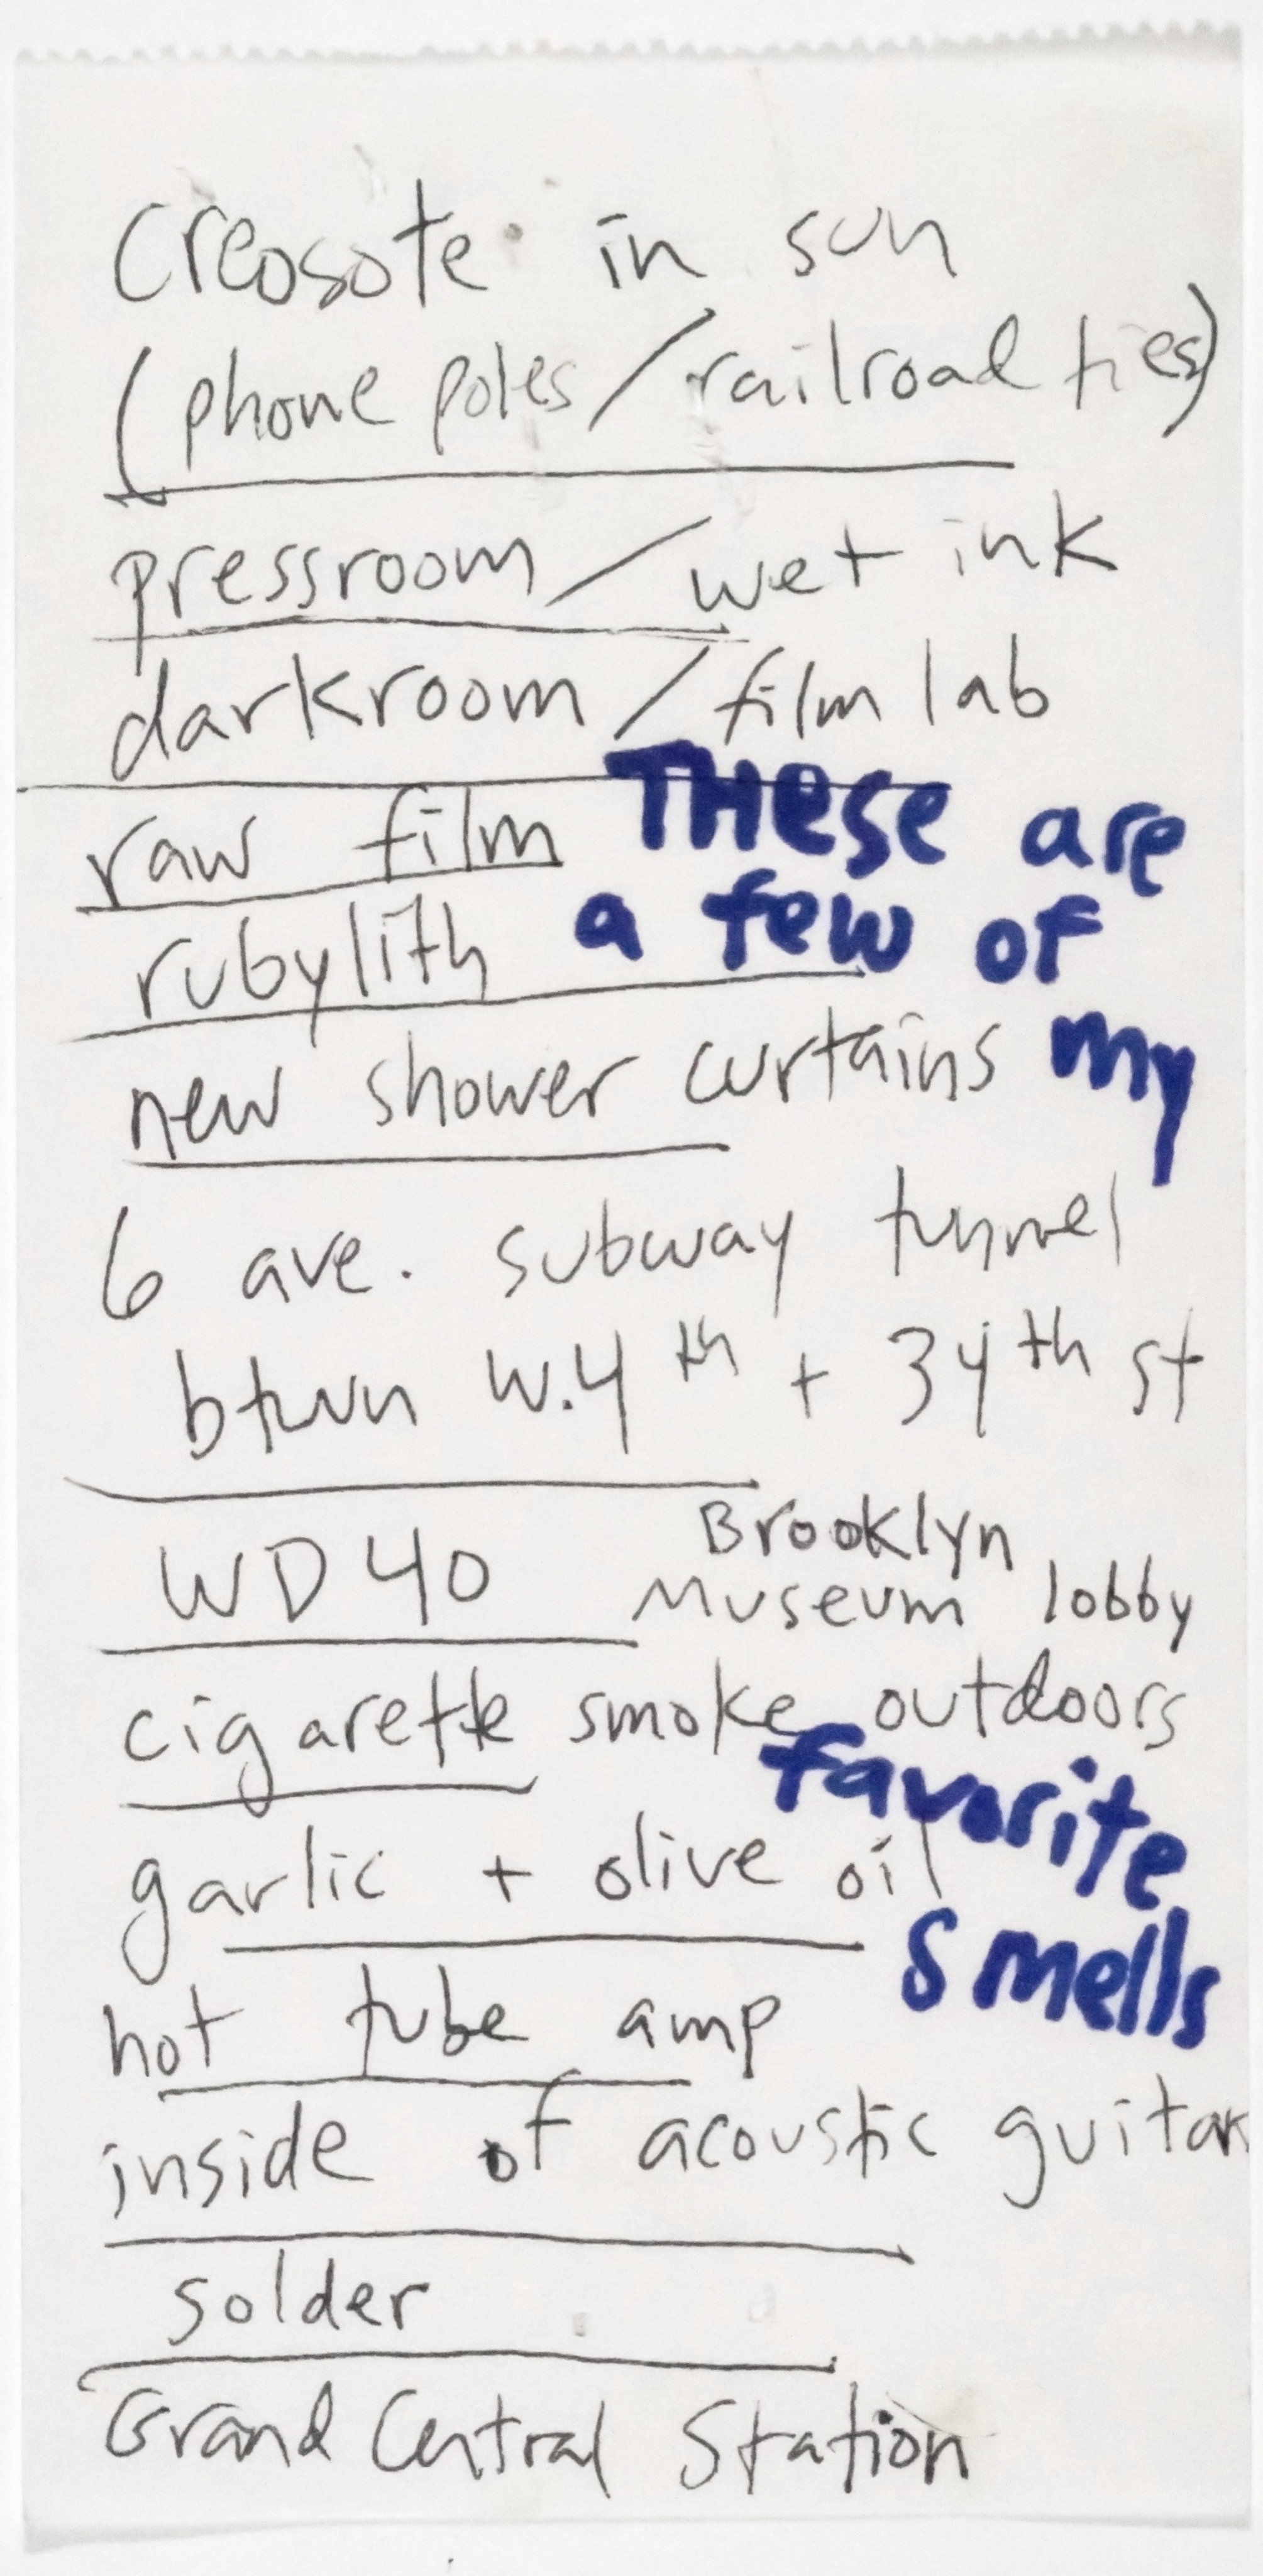 Creosote in sun
(phone poles/railroad ties)
pressroom/wet ink
darkroom/film lab
raw film
rubylith
new shower curtains
6 ave. subway tunnel
btwn W.4th + 34th st
WD 40
Brooklyn
Museum lobby
cigarette smoke outdoors
garlic + olive oil
hot tube amp
inside of acoustic guitar
solder
Grand Central Station
THese are
a few of
my
favorite
smells